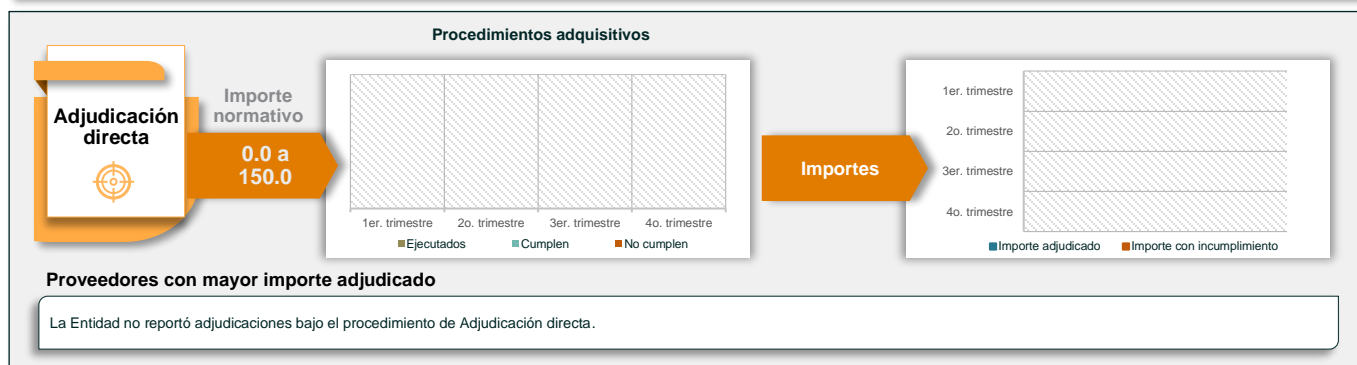 Procedimientos adquisitivos
Adjudicación
directa
Importe
normativo
0.0 a
150.0
1er. trimestre
2o. trimestre
3er. trimestre
4o. trimestre
Ejecutados
Cumplen
No cumplen
Importes
1er. trimestre
2o. trimestre
3er. trimestre
4o. trimestre
Importe adjudicado
Importe con incumplimiento
Proveedores con mayor importe adjudicado
La Entidad no reportó adjudicaciones bajo el procedimiento de Adjudicación directa.